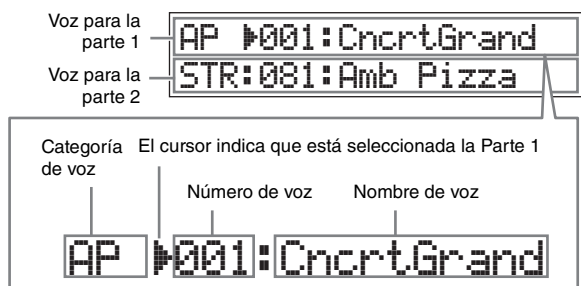 Voz para la
parte 1
AP 001:CncrtGrand
Voz para la
parte 2
STR:081:Amb Pizza
Categoría
de voz
El cursor indica que está seleccionada la Parte 1
Número de voz
Nombre de voz
AP 001:CncrtGrand